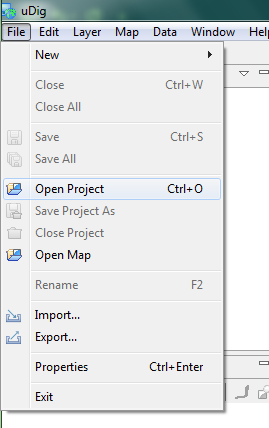 uDig
File Edit Layer Map Data Window
New
Close Ctrl+W
Close All
Save Ctrl+S
Save All
Open Project Ctrl+O
Save Project As
Close Project
Open Map
Rename F2
Import...
Export...
Properties Ctrl+Enter
Exit